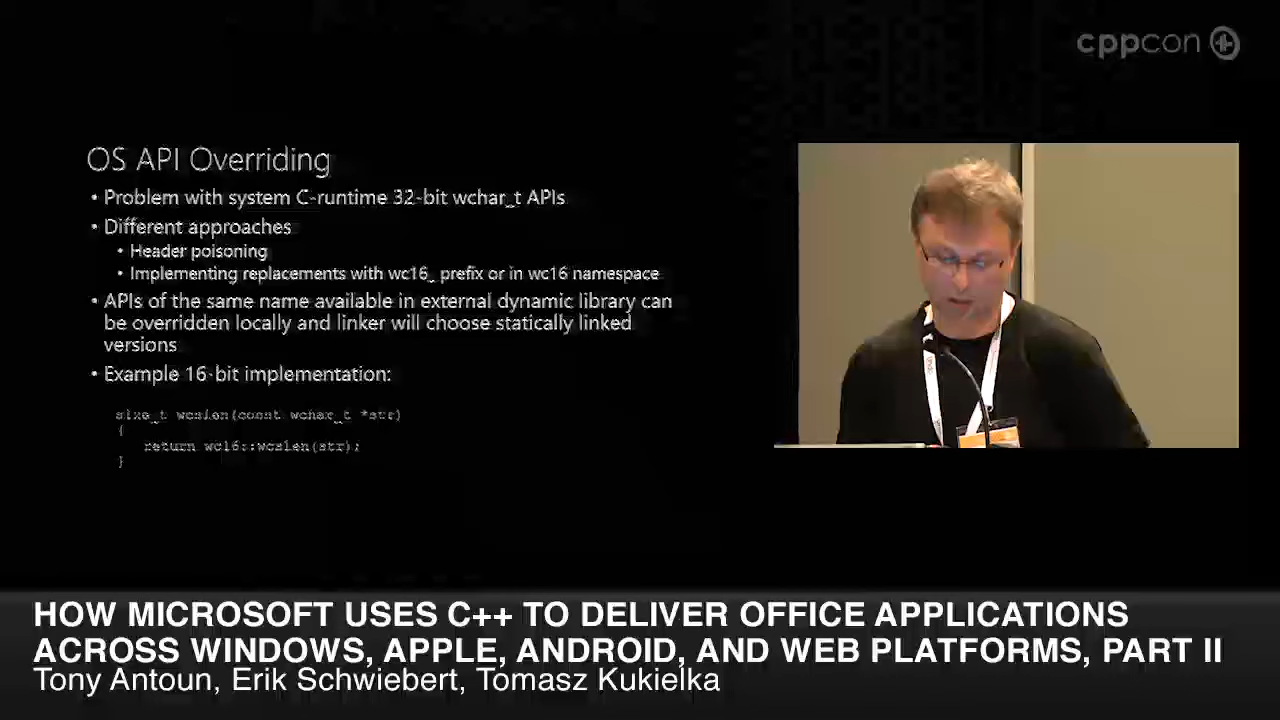 cppcon
OS API Overriding
• Problem with system C-runtime 32-bit wchar_t APIs
• Different approaches
• Header poisoning
• Implementing replacements with wc16_ prefix or in wc16 namespace
• APIs of the same name available in external dynamic library can
be overridden locally and linker will choose statically linked
versions
• Example 16-bit implementation:
size_t wcslen(const wchar_t *str)
{
return wc16::wcslen(str);
}
HOW MICROSOFT USES C++ TO DELIVER OFFICE APPLICATIONS
ACROSS WINDOWS, APPLE, ANDROID, AND WEB PLATFORMS, PART II
Tony Antoun, Erik Schwiebert, Tomasz Kukielka